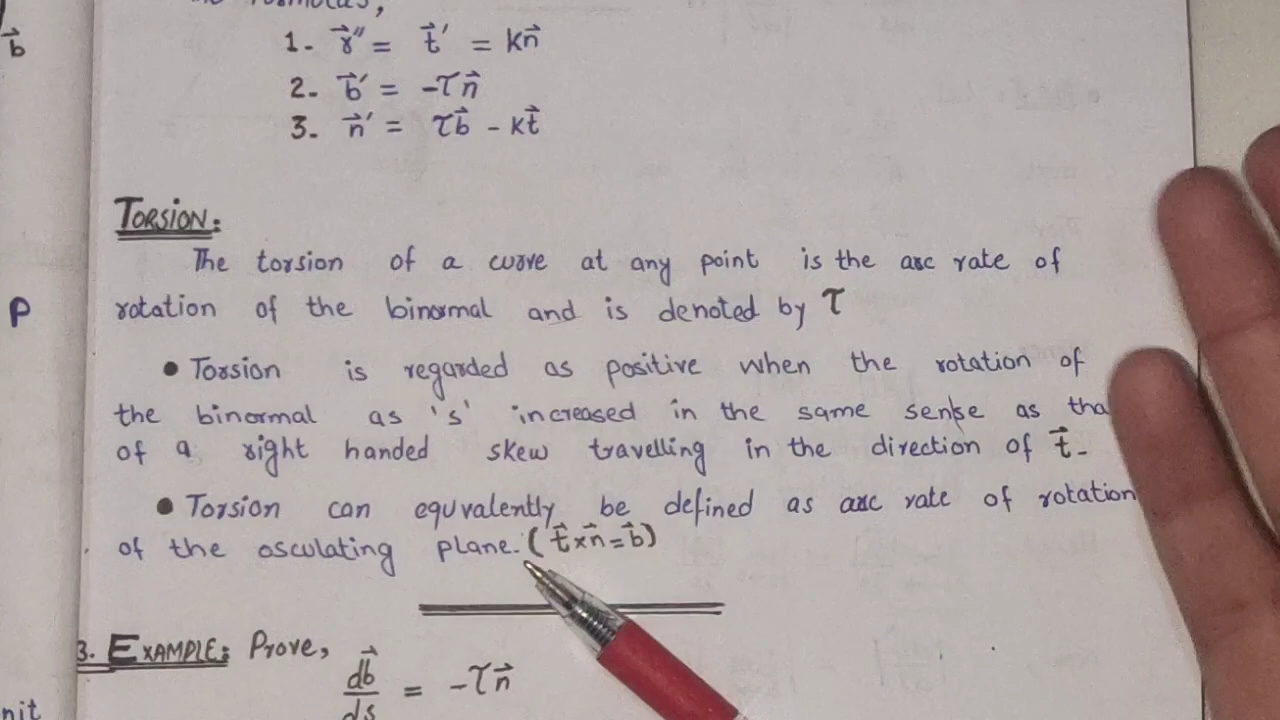 b⃗
1. r⃗″ = t⃗′ = kn⃗
2. b⃗′ = -τn⃗
3. n⃗′ = τb⃗ - kt⃗
TORSION:
The torsion of a curve at any point is the arc rate of
P
rotation of the binormal and is denoted by τ
• Torsion is regarded as positive when the rotation of
the binormal as 's' increased in the same sense as tha
of a right handed skew travelling in the direction of t⃗.
• Torsion can equvalently be defined as arc rate of rotation
of the osculating plane. (t⃗×n⃗=b⃗)
3. EXAMPLE: Prove,
db⃗/ds = -τn⃗
nit